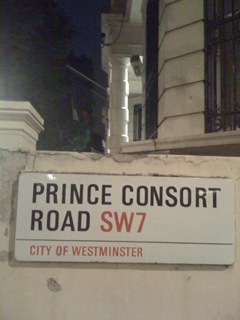 PRINCE CONSORT
ROAD SW7
CITY OF WESTMINSTER